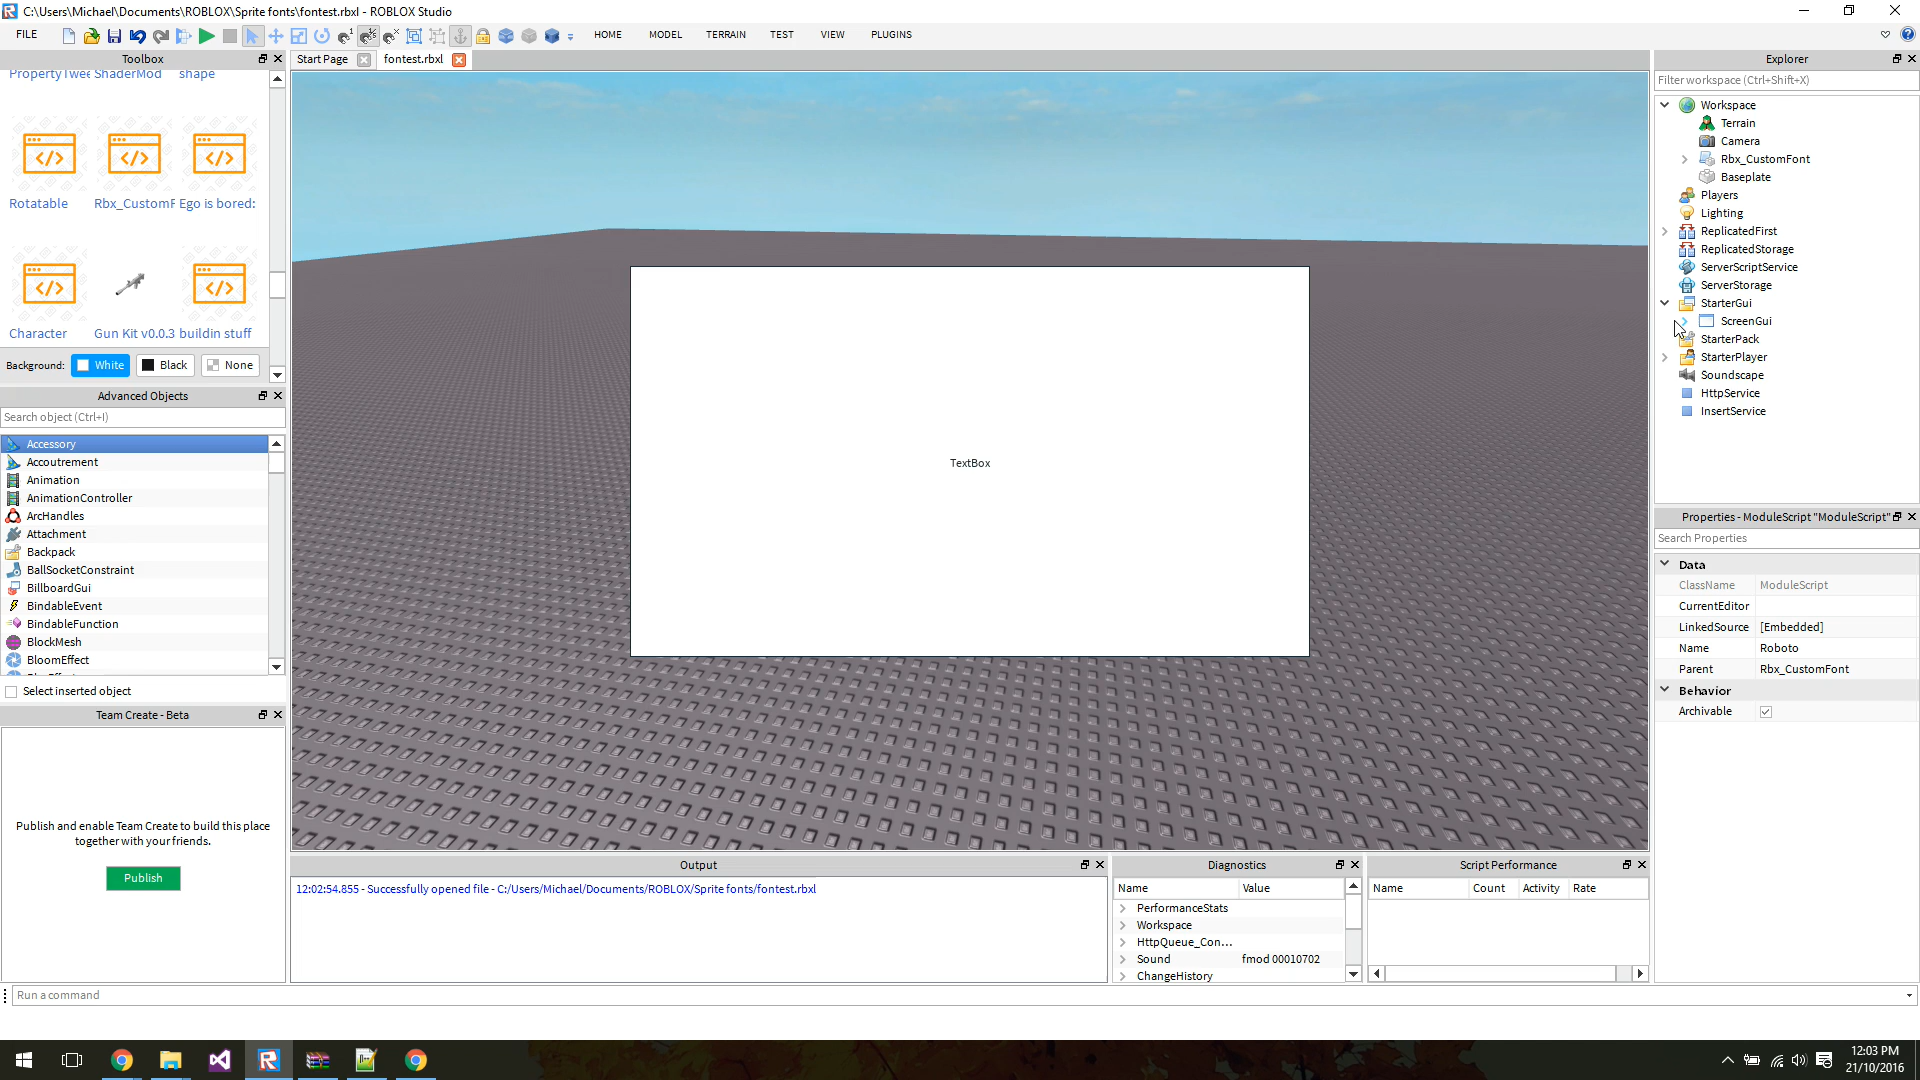 C:\Users\Michael\Documents\ROBLOX\Sprite fonts\fontest.rbxl - ROBLOX Studio
FILE
HOME
MODEL
TERRAIN
TEST
VIEW
PLUGINS
Toolbox
PropertyTwee
ShaderMod
shape
Rotatable
Rbx_CustomF
Ego is bored:
Character
Gun Kit v0.0.3
buildin stuff
Background:
White
Black
None
Advanced Objects
Search object (Ctrl+I)
Accessory
Accoutrement
Animation
AnimationController
ArcHandles
Attachment
Backpack
BallSocketConstraint
BillboardGui
BindableEvent
BindableFunction
BlockMesh
BloomEffect
Select inserted object
Team Create - Beta
Publish and enable Team Create to build this place
together with your friends.
Publish
Start Page
fontest.rbxl
TextBox
Output
12:02:54.855 - Successfully opened file - C:/Users/Michael/Documents/ROBLOX/Sprite fonts/fontest.rbxl
Diagnostics
Name Value
PerformanceStats
Workspace
HttpQueue_Con...
Sound fmod 00010702
ChangeHistory
Script Performance
Name Count Activity Rate
Explorer
Filter workspace (Ctrl+Shift+X)
Workspace
Terrain
Camera
Rbx_CustomFont
Baseplate
Players
Lighting
ReplicatedFirst
ReplicatedStorage
ServerScriptService
ServerStorage
StarterGui
ScreenGui
StarterPack
StarterPlayer
Soundscape
HttpService
InsertService
Properties - ModuleScript "ModuleScript"
Search Properties
Data
ClassName ModuleScript
CurrentEditor
LinkedSource [Embedded]
Name Roboto
Parent Rbx_CustomFont
Behavior
Archivable
Run a command
12:03 PM
21/10/2016